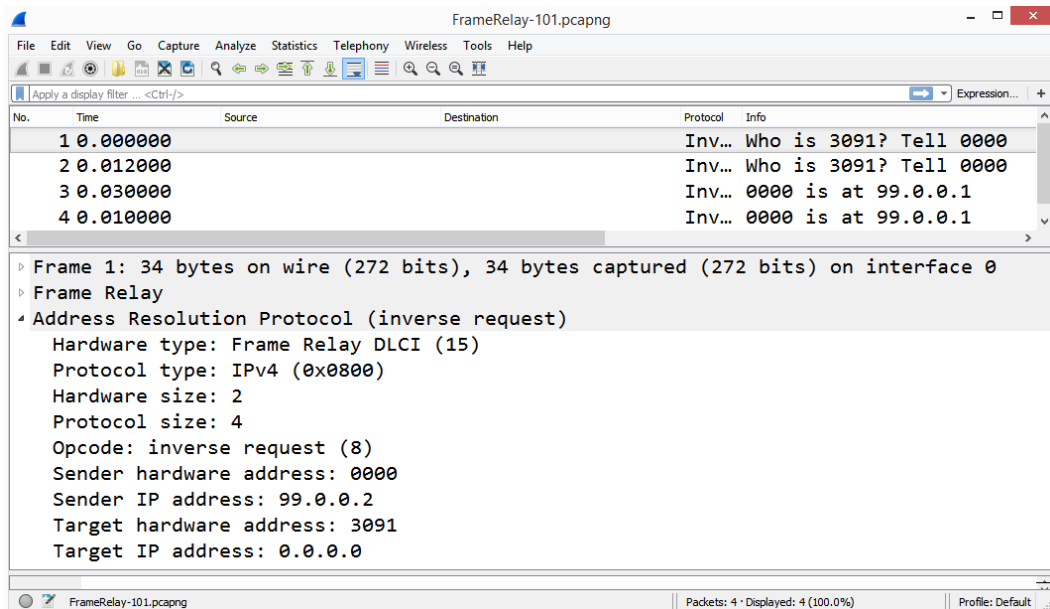 FrameRelay-101.pcapng
File Edit View Go Capture Analyze Statistics Telephony Wireless Tools Help
Apply a display filter ... <Ctrl-/> Expression... +
No. Time Source Destination Protocol Info
1 0.000000 Inv… Who is 3091? Tell 0000
2 0.012000 Inv… Who is 3091? Tell 0000
3 0.030000 Inv… 0000 is at 99.0.0.1
4 0.010000 Inv… 0000 is at 99.0.0.1
Frame 1: 34 bytes on wire (272 bits), 34 bytes captured (272 bits) on interface 0
Frame Relay
Address Resolution Protocol (inverse request)
Hardware type: Frame Relay DLCI (15)
Protocol type: IPv4 (0x0800)
Hardware size: 2
Protocol size: 4
Opcode: inverse request (8)
Sender hardware address: 0000
Sender IP address: 99.0.0.2
Target hardware address: 3091
Target IP address: 0.0.0.0
FrameRelay-101.pcapng Packets: 4 · Displayed: 4 (100.0%) Profile: Default